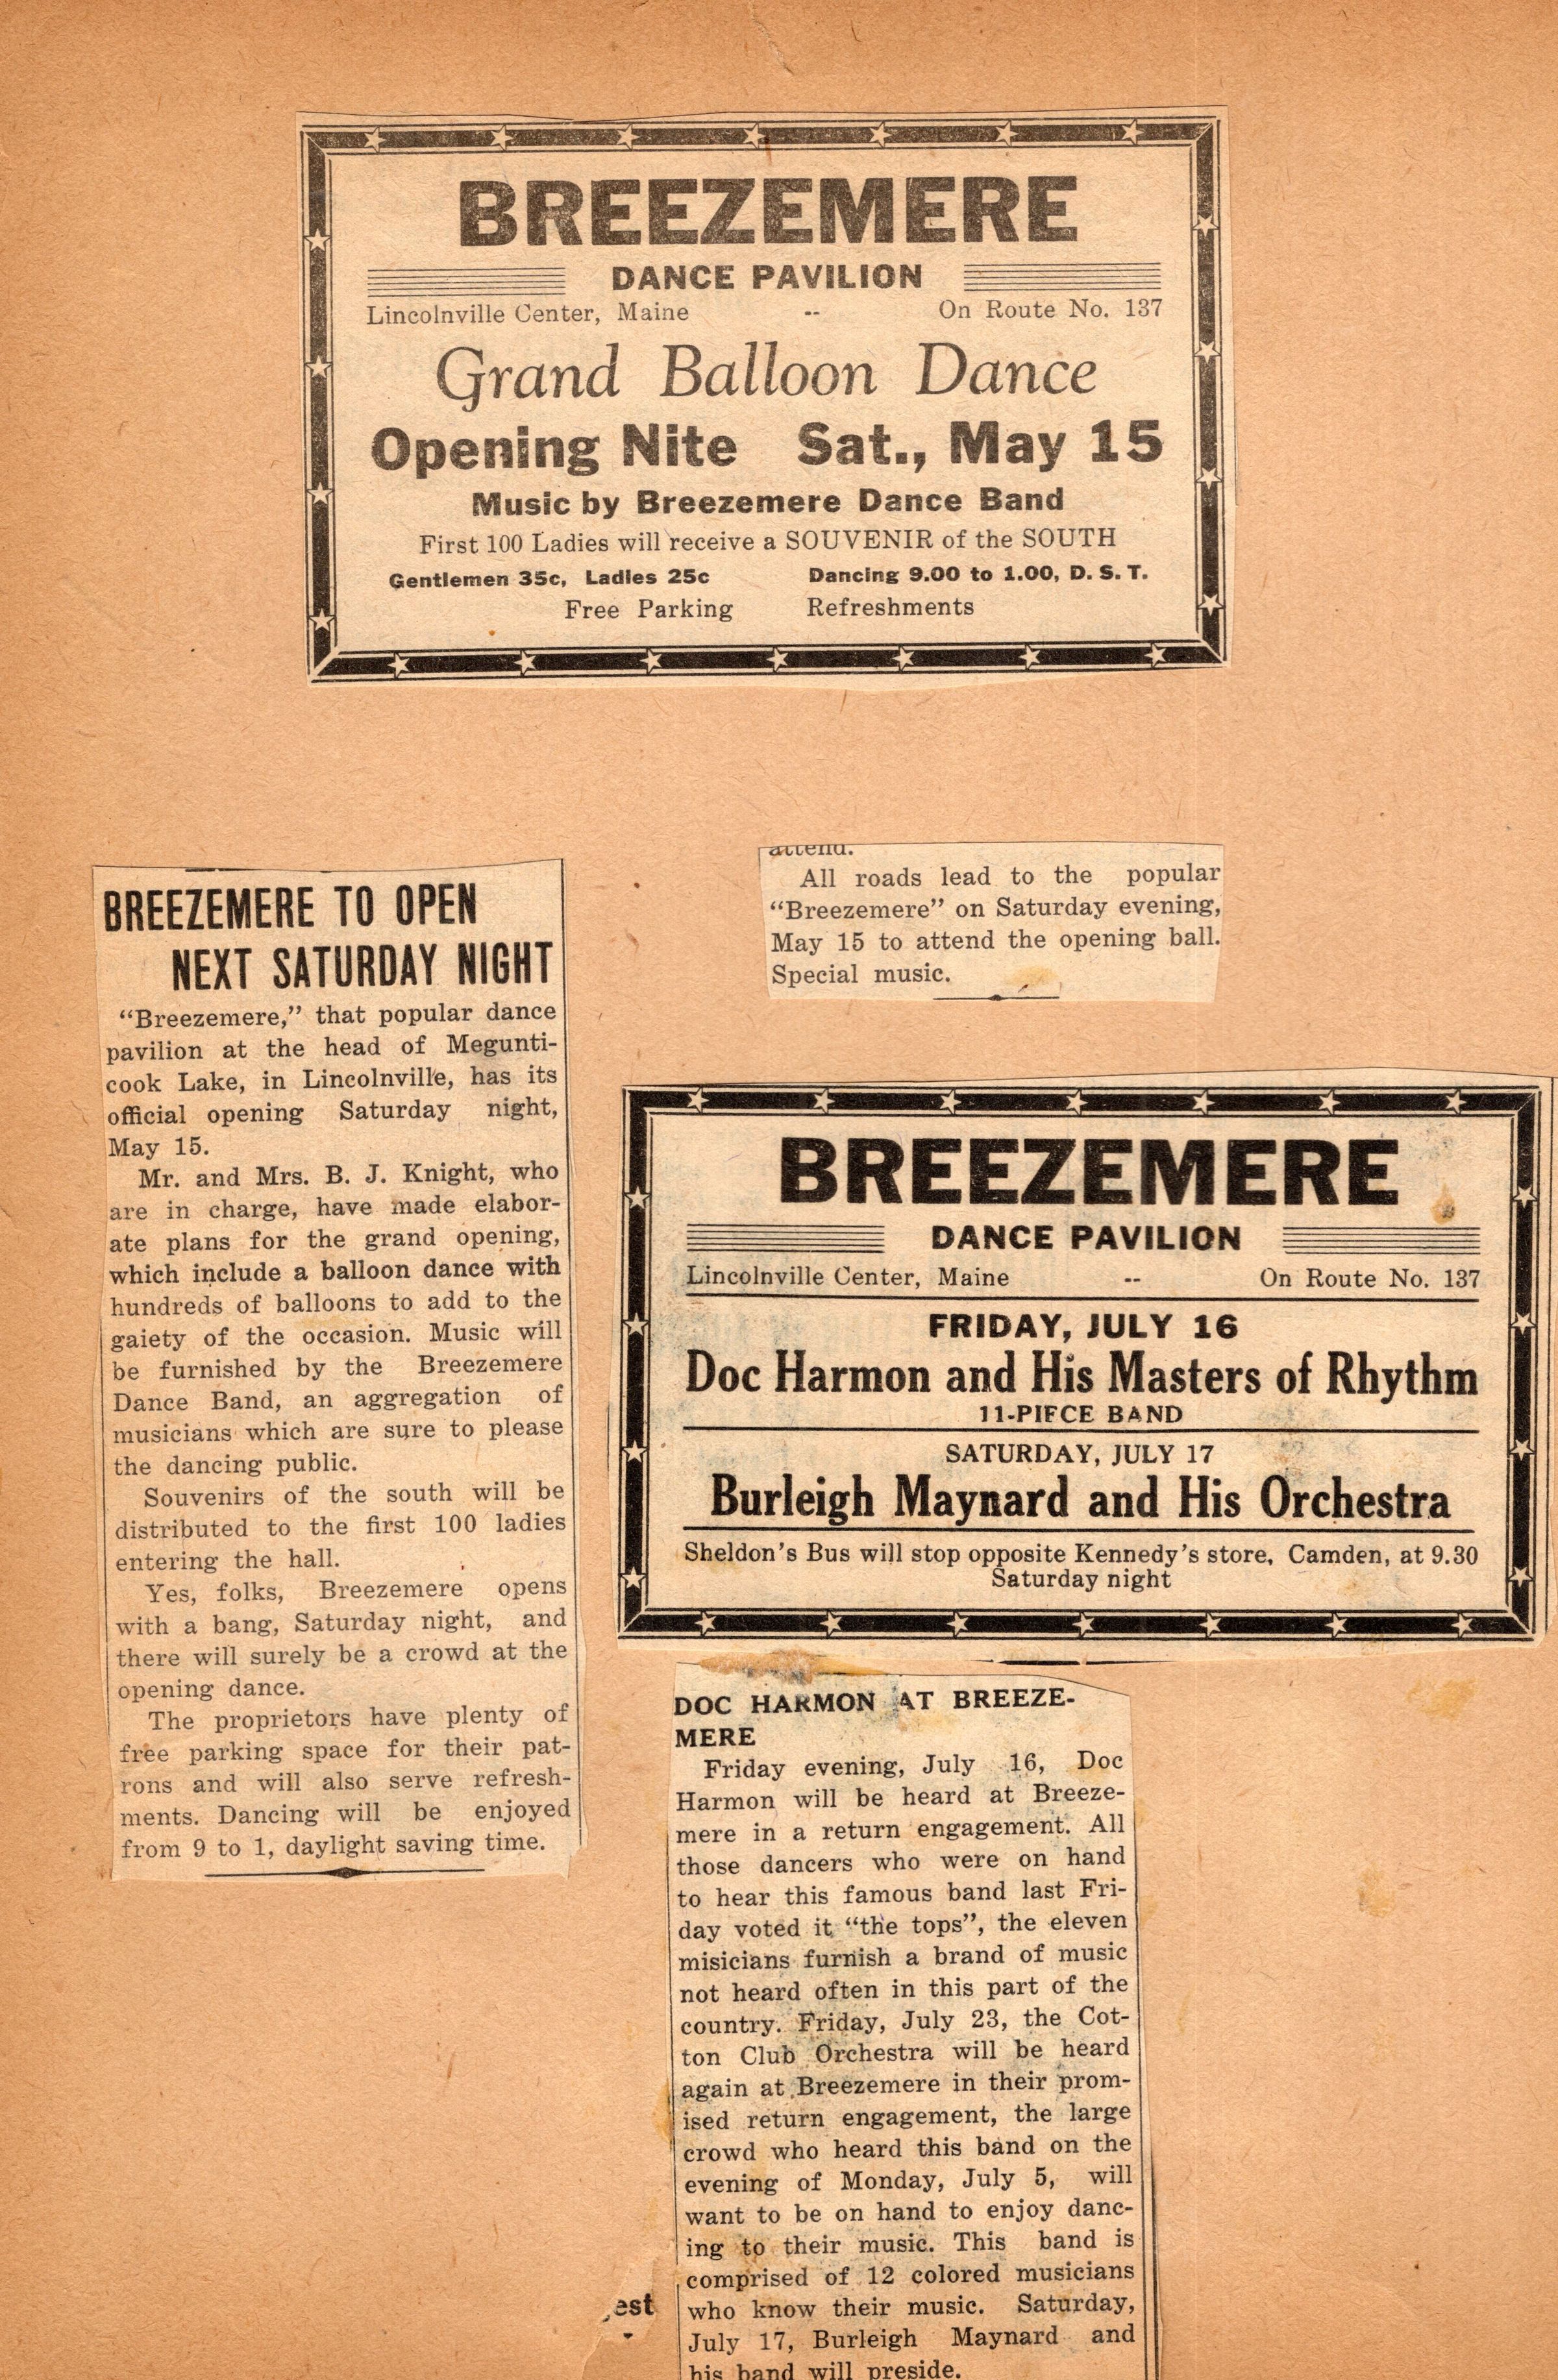 BREEZEMERE
DANCE PAVILION
Lincolnville Center, Maine -- On Route No. 137
Grand Balloon Dance
Opening Nite Sat., May 15
Music by Breezemere Dance Band
First 100 Ladies will receive a SOUVENIR of the SOUTH
Gentlemen 35c, Ladies 25c Dancing 9.00 to 1.00, D. S. T.
Free Parking Refreshments
BREEZEMERE TO OPEN
NEXT SATURDAY NIGHT
“Breezemere,” that popular dance
pavilion at the head of Megunti-
cook Lake, in Lincolnville, has its
official opening Saturday night,
May 15.
Mr. and Mrs. B. J. Knight, who
are in charge, have made elabor-
ate plans for the grand opening,
which include a balloon dance with
hundreds of balloons to add to the
gaiety of the occasion. Music will
be furnished by the Breezemere
Dance Band, an aggregation of
musicians which are sure to please
the dancing public.
Souvenirs of the south will be
distributed to the first 100 ladies
entering the hall.
Yes, folks, Breezemere opens
with a bang, Saturday night, and
there will surely be a crowd at the
opening dance.
The proprietors have plenty of
free parking space for their pat-
rons and will also serve refresh-
ments. Dancing will be enjoyed
from 9 to 1, daylight saving time.
attend.
All roads lead to the popular
“Breezemere” on Saturday evening,
May 15 to attend the opening ball.
Special music.
BREEZEMERE
DANCE PAVILION
Lincolnville Center, Maine -- On Route No. 137
FRIDAY, JULY 16
Doc Harmon and His Masters of Rhythm
11-PIECE BAND
SATURDAY, JULY 17
Burleigh Maynard and His Orchestra
Sheldon’s Bus will stop opposite Kennedy’s store, Camden, at 9.30
Saturday night
DOC HARMON AT BREEZE-
MERE
Friday evening, July 16, Doc
Harmon will be heard at Breeze-
mere in a return engagement. All
those dancers who were on hand
to hear this famous band last Fri-
day voted it “the tops”, the eleven
misicians furnish a brand of music
not heard often in this part of the
country. Friday, July 23, the Cot-
ton Club Orchestra will be heard
again at Breezemere in their prom-
ised return engagement, the large
crowd who heard this band on the
evening of Monday, July 5, will
want to be on hand to enjoy danc-
ing to their music. This band is
comprised of 12 colored musicians
who know their music. Saturday,
July 17, Burleigh Maynard and
his band will preside.
est